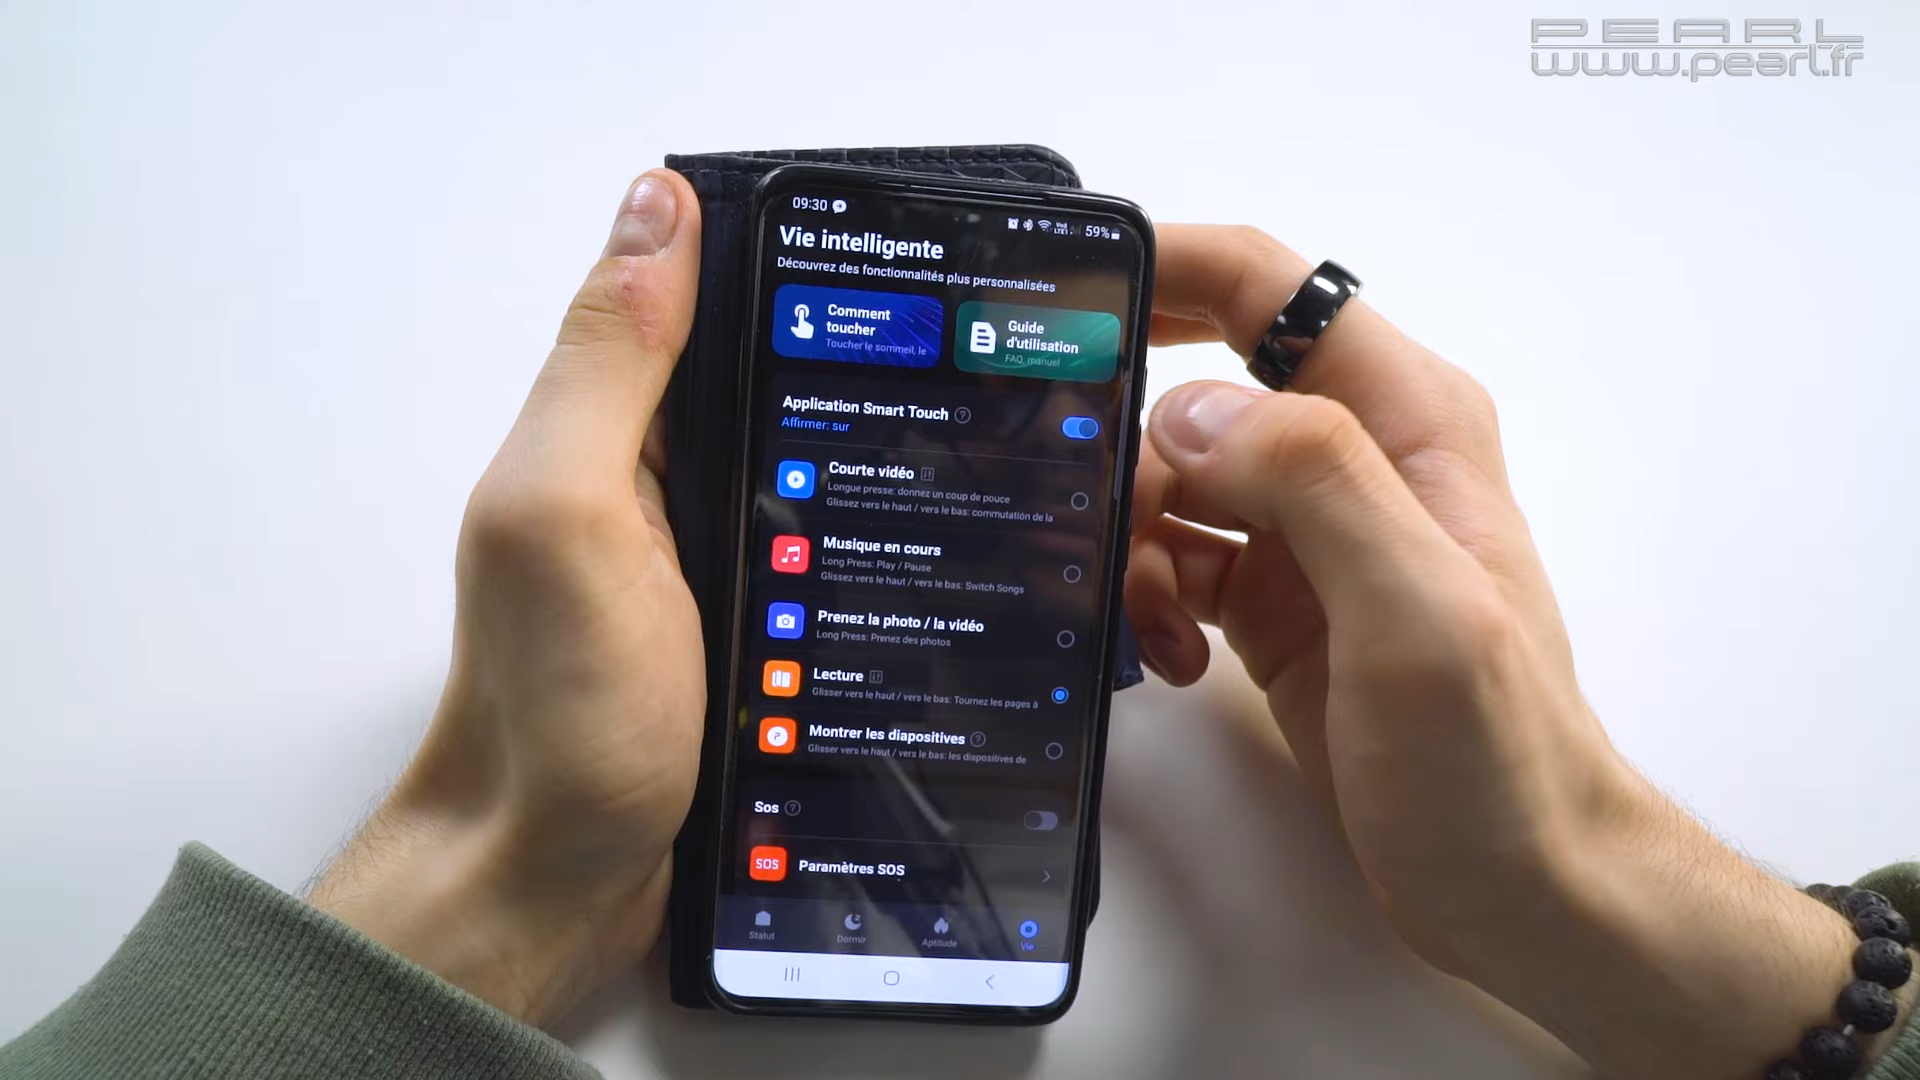 PEARL
www.pearl.fr
09:30
59%
Vie intelligente
Découvrez des fonctionnalités plus personnalisées
Comment
toucher
Toucher le sommeil, le
Guide
d'utilisation
FAQ, manuel
Application Smart Touch
Affirmer: sur
Courte vidéo
Longue presse: donnez un coup de pouce
Glissez vers le haut / vers le bas: commutation de la
Musique en cours
Long Press: Play / Pause
Glissez vers le haut / vers le bas: Switch Songs
Prenez la photo / la vidéo
Long Press: Prenez des photos
Lecture
Glisser vers le haut / vers le bas: Tournez les pages à
Montrer les diapositives
Glisser vers le haut / vers le bas: les diapositives de
Sos
SOS
Paramètres SOS
Statut
Dormir
Aptitude
Vie